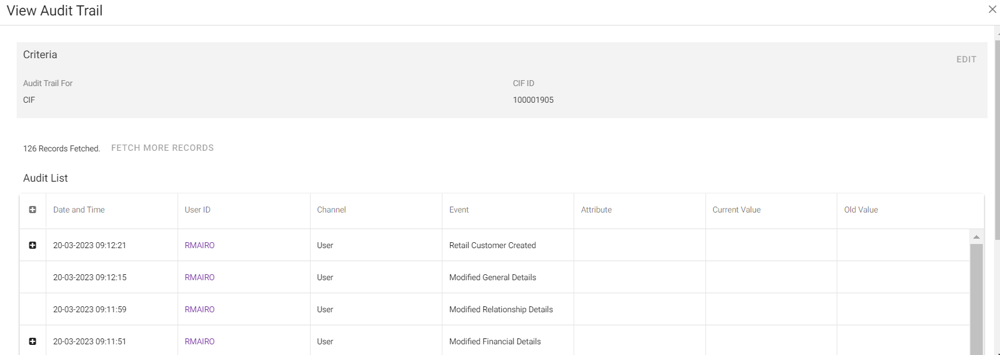 View Audit Trail
Criteria
EDIT
Audit Trail For CIF ID
CIF 100001905
126 Records Fetched. FETCH MORE RECORDS
Audit List
Date and Time User ID Channel Event Attribute Current Value Old Value
20-03-2023 09:12:21 RMAIRO User Retail Customer Created
20-03-2023 09:12:15 RMAIRO User Modified General Details
20-03-2023 09:11:59 RMAIRO User Modified Relationship Details
20-03-2023 09:11:51 RMAIRO User Modified Financial Details